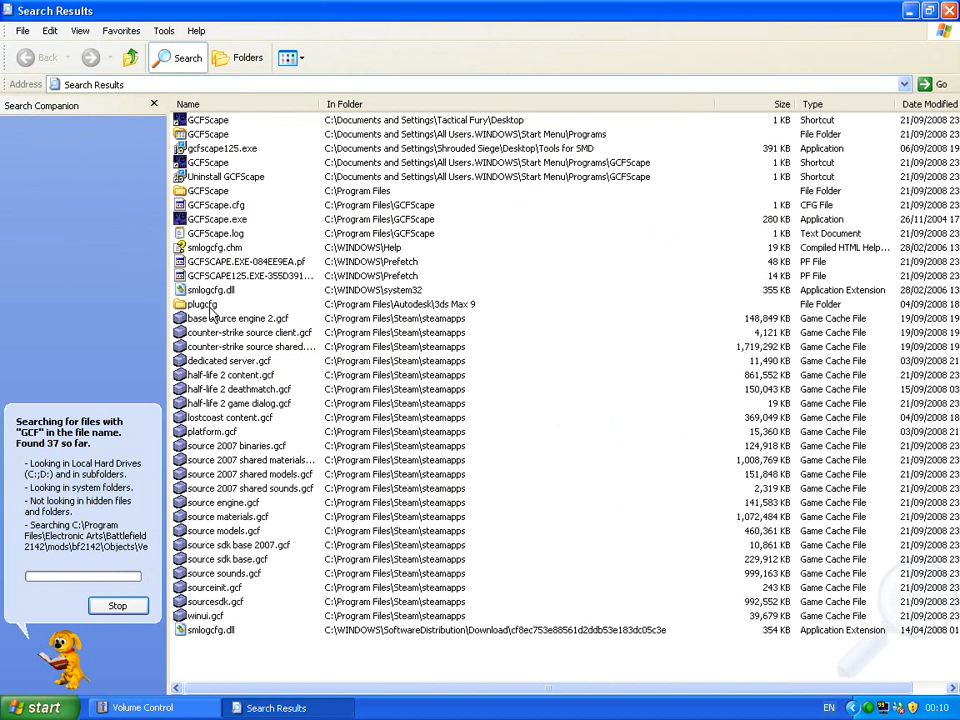 Search Results
File Edit View Favorites Tools Help
Back Search Folders
Address Search Results Go
Search Companion
Name In Folder Size Type Date Modified
GCFScape C:\Documents and Settings\Tactical Fury\Desktop 1 KB Shortcut 21/09/2008 23
GCFScape C:\Documents and Settings\All Users.WINDOWS\Start Menu\Programs File Folder 21/09/2008 23
gcfscape125.exe C:\Documents and Settings\Shrouded Siege\Desktop\Tools for SMD 391 KB Application 06/09/2008 19
GCFScape C:\Documents and Settings\All Users.WINDOWS\Start Menu\Programs\GCFScape 1 KB Shortcut 21/09/2008 23
Uninstall GCFScape C:\Documents and Settings\All Users.WINDOWS\Start Menu\Programs\GCFScape 1 KB Shortcut 21/09/2008 23
GCFScape C:\Program Files File Folder 21/09/2008 23
GCFScape.cfg C:\Program Files\GCFScape 1 KB CFG File 21/09/2008 23
GCFScape.exe C:\Program Files\GCFScape 280 KB Application 26/11/2004 17
GCFScape.log C:\Program Files\GCFScape 1 KB Text Document 21/09/2008 23
smlogcfg.chm C:\WINDOWS\Help 19 KB Compiled HTML Help... 28/02/2006 13
GCFSCAPE.EXE-084EE9EA.pf C:\WINDOWS\Prefetch 48 KB PF File 21/09/2008 23
GCFSCAPE125.EXE-355D391... C:\WINDOWS\Prefetch 14 KB PF File 21/09/2008 23
smlogcfg.dll C:\WINDOWS\system32 355 KB Application Extension 28/02/2006 13
plugcfg C:\Program Files\Autodesk\3ds Max 9 File Folder 04/09/2008 18
base source engine 2.gcf C:\Program Files\Steam\steamapps 148,849 KB Game Cache File 19/09/2008 19
counter-strike source client.gcf C:\Program Files\Steam\steamapps 4,121 KB Game Cache File 19/09/2008 19
counter-strike source shared.... C:\Program Files\Steam\steamapps 1,719,292 KB Game Cache File 19/09/2008 19
dedicated server.gcf C:\Program Files\Steam\steamapps 11,490 KB Game Cache File 03/09/2008 21
half-life 2 content.gcf C:\Program Files\Steam\steamapps 861,552 KB Game Cache File 21/09/2008 23
half-life 2 deathmatch.gcf C:\Program Files\Steam\steamapps 150,043 KB Game Cache File 15/09/2008 03
half-life 2 game dialog.gcf C:\Program Files\Steam\steamapps 19 KB Game Cache File 21/09/2008 23
lostcoast content.gcf C:\Program Files\Steam\steamapps 369,049 KB Game Cache File 04/09/2008 18
platform.gcf C:\Program Files\Steam\steamapps 15,360 KB Game Cache File 03/09/2008 21
source 2007 binaries.gcf C:\Program Files\Steam\steamapps 124,918 KB Game Cache File 21/09/2008 23
source 2007 shared materials... C:\Program Files\Steam\steamapps 1,008,769 KB Game Cache File 21/09/2008 23
source 2007 shared models.gcf C:\Program Files\Steam\steamapps 151,848 KB Game Cache File 21/09/2008 23
source 2007 shared sounds.gcf C:\Program Files\Steam\steamapps 2,319 KB Game Cache File 21/09/2008 23
source engine.gcf C:\Program Files\Steam\steamapps 141,583 KB Game Cache File 21/09/2008 23
source materials.gcf C:\Program Files\Steam\steamapps 1,072,484 KB Game Cache File 21/09/2008 23
source models.gcf C:\Program Files\Steam\steamapps 460,361 KB Game Cache File 21/09/2008 23
source sdk base 2007.gcf C:\Program Files\Steam\steamapps 10,861 KB Game Cache File 21/09/2008 23
source sdk base.gcf C:\Program Files\Steam\steamapps 229,912 KB Game Cache File 21/09/2008 23
source sounds.gcf C:\Program Files\Steam\steamapps 999,163 KB Game Cache File 21/09/2008 23
sourceinit.gcf C:\Program Files\Steam\steamapps 243 KB Game Cache File 21/09/2008 23
sourcesdk.gcf C:\Program Files\Steam\steamapps 992,552 KB Game Cache File 21/09/2008 23
winui.gcf C:\Program Files\Steam\steamapps 39,679 KB Game Cache File 21/09/2008 23
smlogcfg.dll C:\WINDOWS\SoftwareDistribution\Download\cf8ec753e88561d2ddb53e183dc05c3e 354 KB Application Extension 14/04/2008 01
Searching for files with
"GCF" in the file name.
Found 37 so far.
- Looking in Local Hard Drives
(C:;D:) and in subfolders.
- Looking in system folders.
- Not looking in hidden files
and folders.
- Searching C:\Program
Files\Electronic Arts\Battlefield
2142\mods\bf2142\Objects\Ve
Stop
start Volume Control Search Results EN 00:10